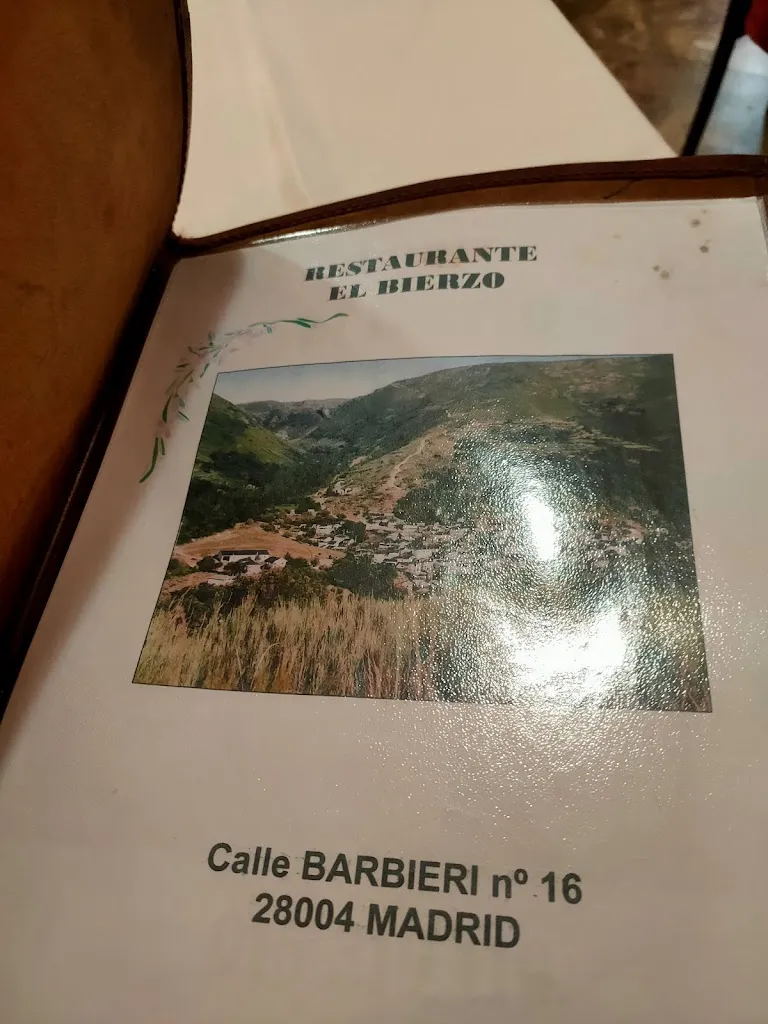 RESTAURANTE
EL BIERZO
Calle BARBIERI nº 16
28004 MADRID